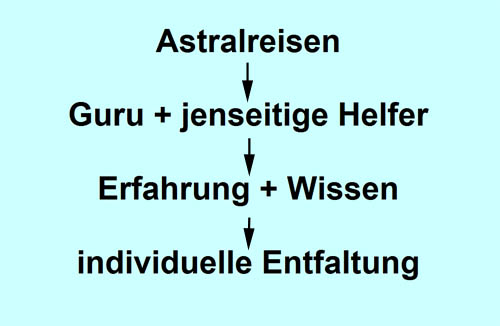 Astralreisen
Guru + jenseitige Helfer
Erfahrung + Wissen
individuelle Entfaltung